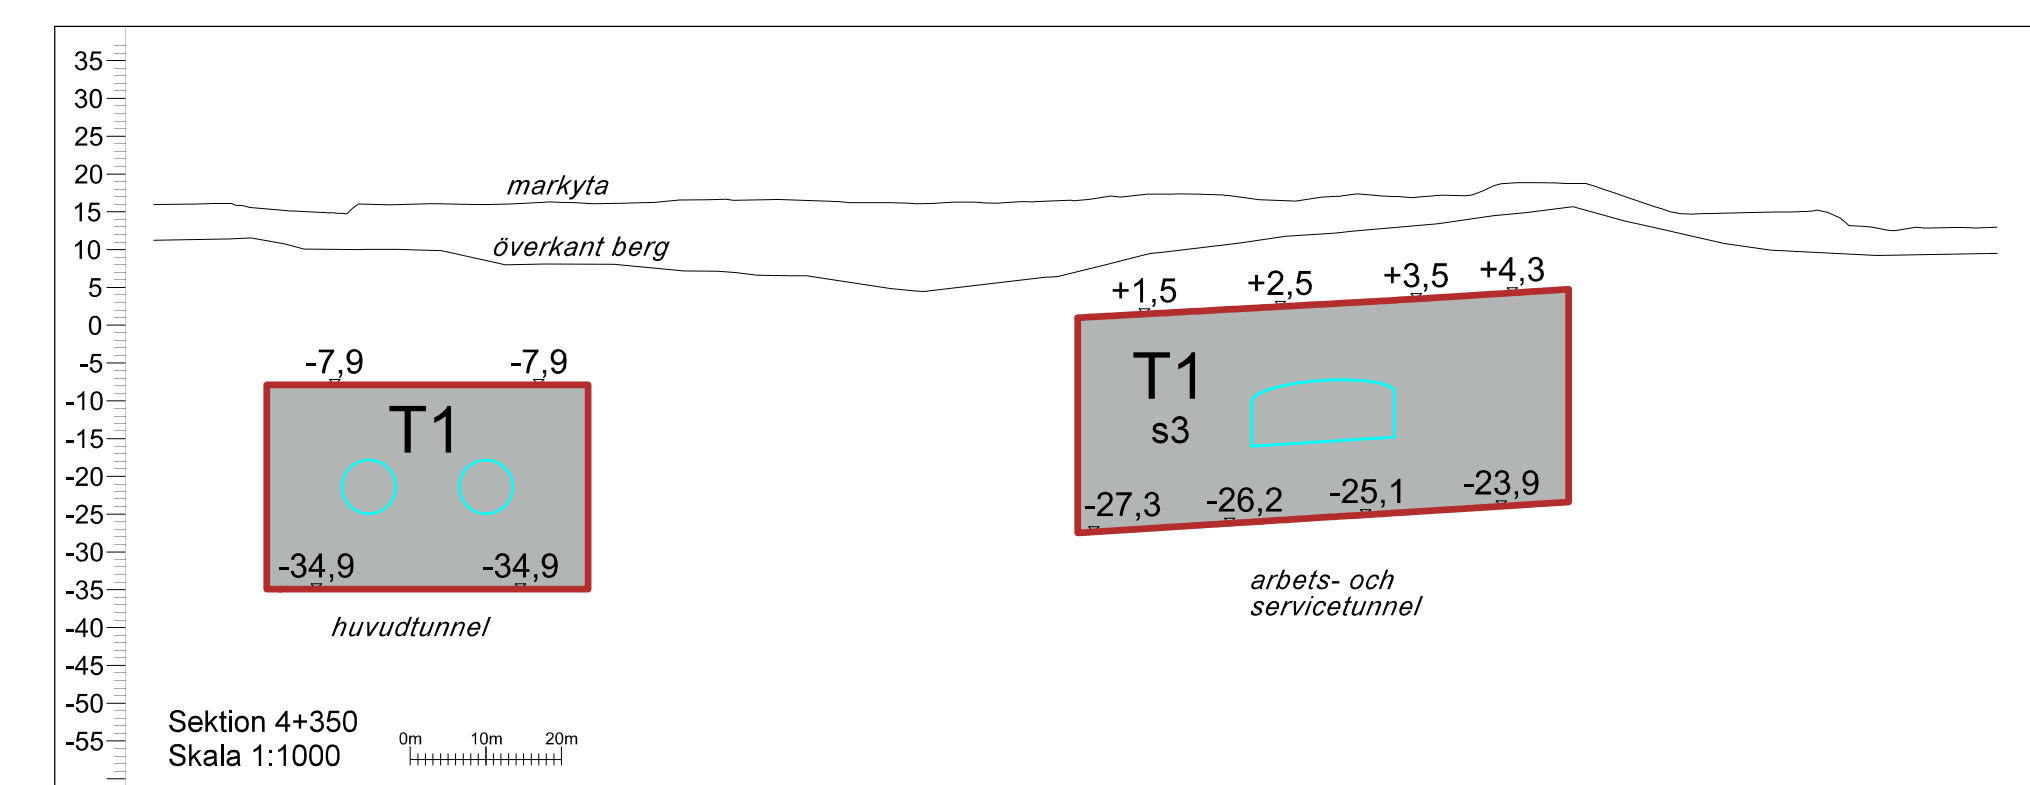 35
30
25
20
15
10
5
0
-5
-10
-15
-20
-25
-30
-35
-40
-45
-50
-55
markyta
överkant berg
+1,5
+2,5
+3,5
+4,3
-7,9
-7,9
T1
-34,9
-34,9
huvudtunnel
T1
s3
-27,3
-26,2
-25,1
-23,9
arbets- och
servicetunnel
Sektion 4+350
Skala 1:1000
0m 10m 20m